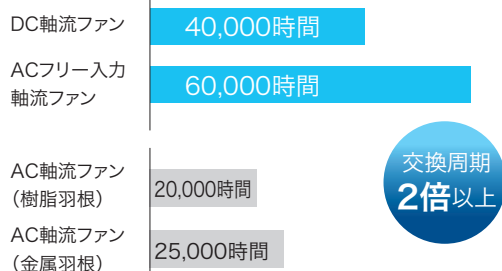 DC軸流ファン
40,000時間
ACフリー入力
軸流ファン
60,000時間
AC軸流ファン
（樹脂羽根）
20,000時間
AC軸流ファン
（金属羽根）
25,000時間
交換周期
2倍以上